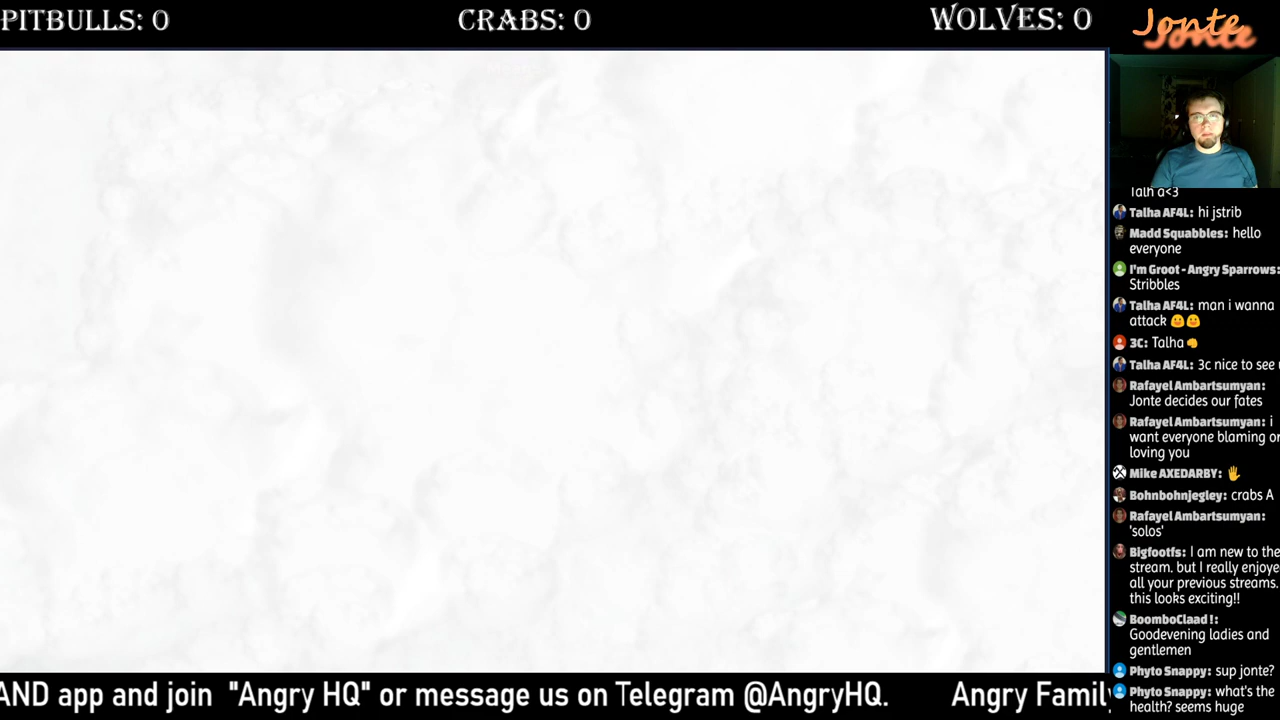 PITBULLS: 0
CRABS: 0
WOLVES: 0
Jonte
Talh a<3
Talha AF4L: hi jstrib
Madd Squabbles: hello
everyone
I'm Groot - Angry Sparrows:
Stribbles
Talha AF4L: man i wanna
attack
3C: Talha
Talha AF4L: 3c nice to see
Rafayel Ambartsumyan:
Jonte decides our fates
Rafayel Ambartsumyan: i
want everyone blaming or
loving you
Mike AXEDARBY:
Bohnbohnjegley: crabs A
Rafayel Ambartsumyan:
'solos'
Bigfootfs: I am new to the
stream. but I really enjoye
all your previous streams.
this looks exciting!!
BoomboClaad !:
Goodevening ladies and
gentlemen
Phyto Snappy: sup jonte?
Phyto Snappy: what's the
health? seems huge
AND app and join "Angry HQ" or message us on Telegram @AngryHQ. Angry Family